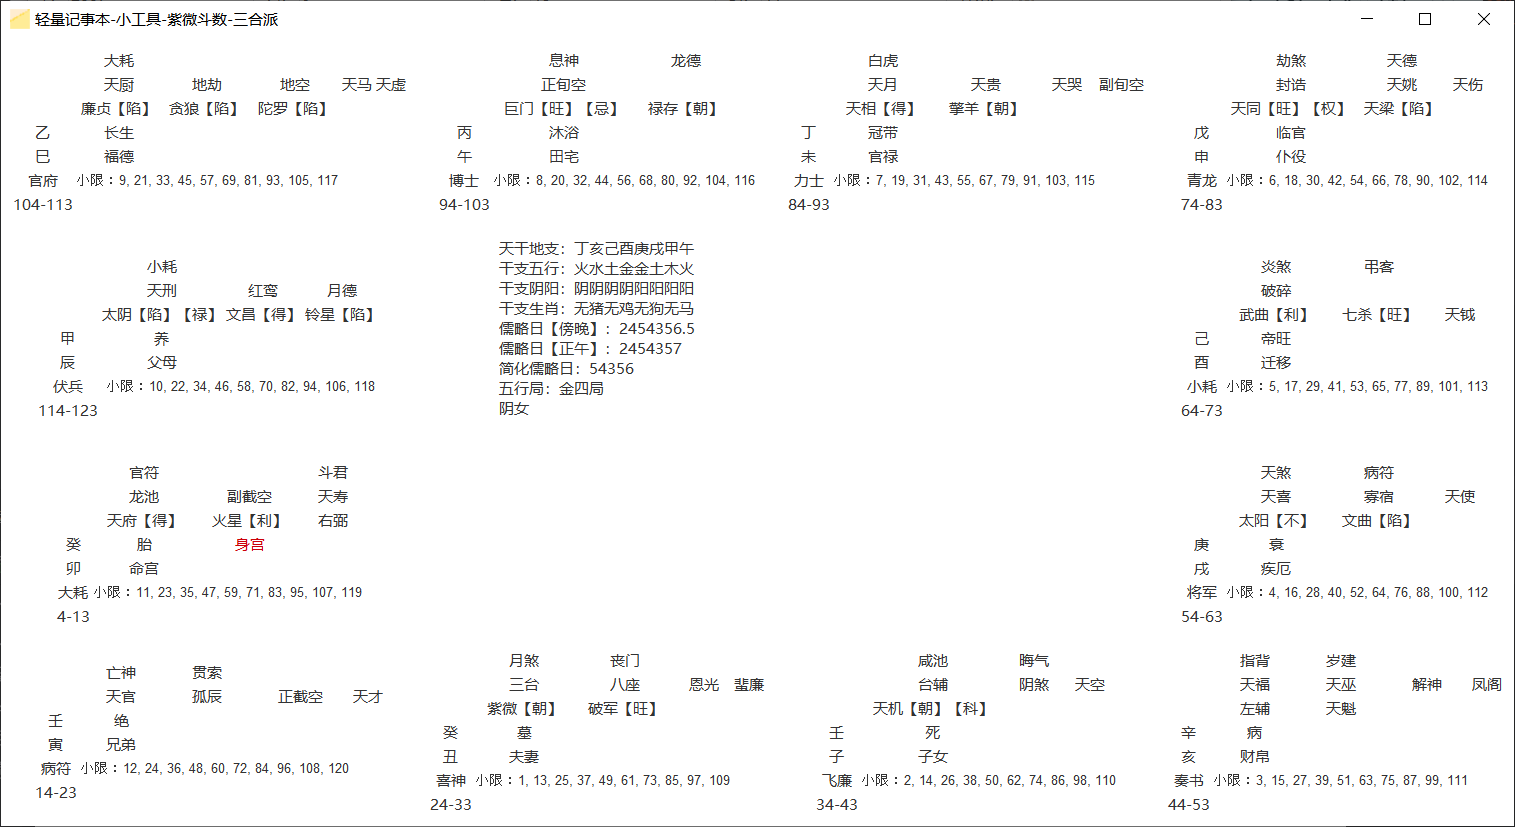 轻量记事本-小工具-紫微斗数-三合派
大耗
天厨 地劫 地空 天马 天虚
廉贞【陷】 贪狼【陷】 陀罗【陷】
乙 长生
巳 福德
官府 小限：9, 21, 33, 45, 57, 69, 81, 93, 105, 117
104-113
息神 龙德
正旬空
巨门【旺】【忌】 禄存【朝】
丙 沐浴
午 田宅
博士 小限：8, 20, 32, 44, 56, 68, 80, 92, 104, 116
94-103
白虎
天月 天贵 天哭 副旬空
天相【得】 擎羊【朝】
丁 冠带
未 官禄
力士 小限：7, 19, 31, 43, 55, 67, 79, 91, 103, 115
84-93
劫煞 天德
封诰 天姚 天伤
天同【旺】【权】 天梁【陷】
戊 临官
申 仆役
青龙 小限：6, 18, 30, 42, 54, 66, 78, 90, 102, 114
74-83
小耗
天刑 红鸾 月德
太阴【陷】【禄】 文昌【得】 铃星【陷】
甲 养
辰 父母
伏兵 小限：10, 22, 34, 46, 58, 70, 82, 94, 106, 118
114-123
天干地支：丁亥己酉庚戌甲午
干支五行：火水土金金土木火
干支阴阳：阴阴阴阴阳阳阳阳
干支生肖：无猪无鸡无狗无马
儒略日【傍晚】：2454356.5
儒略日【正午】：2454357
简化儒略日：54356
五行局：金四局
阴女
炎煞 弔客
破碎
武曲【利】 七杀【旺】 天钺
己 帝旺
酉 迁移
小耗 小限：5, 17, 29, 41, 53, 65, 77, 89, 101, 113
64-73
官符 斗君
龙池 副截空 天寿
天府【得】 火星【利】 右弼
癸 胎 身宫
卯 命宫
大耗 小限：11, 23, 35, 47, 59, 71, 83, 95, 107, 119
4-13
天煞 病符
天喜 寡宿 天使
太阳【不】 文曲【陷】
庚 衰
戌 疾厄
将军 小限：4, 16, 28, 40, 52, 64, 76, 88, 100, 112
54-63
亡神 贯索
天官 孤辰 正截空 天才
壬 绝
寅 兄弟
病符 小限：12, 24, 36, 48, 60, 72, 84, 96, 108, 120
14-23
月煞 丧门
三台 八座 恩光 蜚廉
紫微【朝】 破军【旺】
癸 墓
丑 夫妻
喜神 小限：1, 13, 25, 37, 49, 61, 73, 85, 97, 109
24-33
咸池 晦气
台辅 阴煞 天空
天机【朝】【科】
壬 死
子 子女
飞廉 小限：2, 14, 26, 38, 50, 62, 74, 86, 98, 110
34-43
指背 岁建
天福 天巫 解神 凤阁
左辅 天魁
辛 病
亥 财帛
奏书 小限：3, 15, 27, 39, 51, 63, 75, 87, 99, 111
44-53